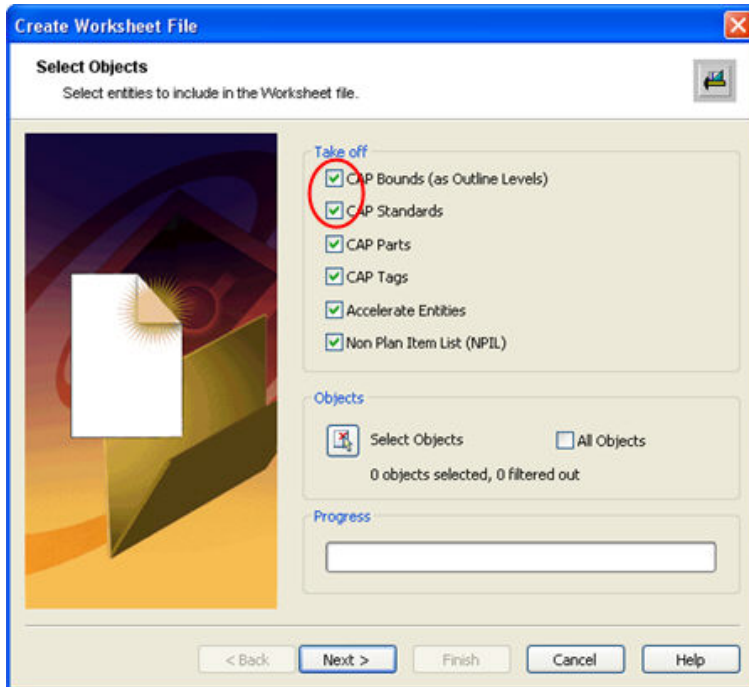 Create Worksheet File
Select Objects
Select entities to include in the Worksheet file.
Take off
CAP Bounds (as Outline Levels)
CAP Standards
CAP Parts
CAP Tags
Accelerate Entities
Non Plan Item List (NPIL)
Objects
Select Objects
All Objects
0 objects selected, 0 filtered out
Progress
< Back
Next >
Finish
Cancel
Help